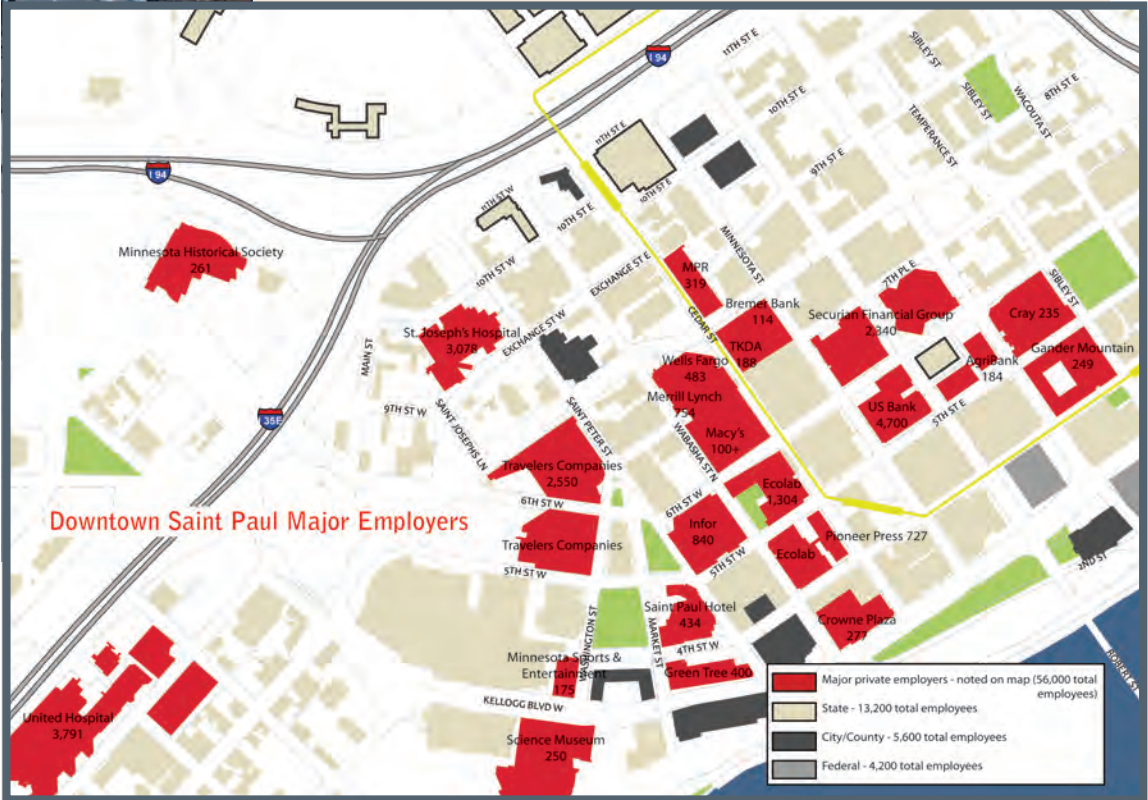 11TH ST E
SIBLEY ST
I 94
SIBLEY ST
WACOUTA ST
8TH ST E
10TH ST E
TEMPERANCE ST
11TH ST E
9TH ST E
I 94
10TH ST E
11TH ST W
10TH ST E
MINNESOTA ST
Minnesota Historical Society
261
10TH ST W
EXCHANGE ST E
MPR
319
7TH PL E
SIBLEY ST
Bremer Bank
114
CEDAR ST
Securian Financial Group
2,340
Cray 235
St. Joseph's Hospital
3,078
EXCHANGE ST W
MAIN ST
TKDA
188
Wells Fargo
483
AgriBank
184
Gander Mountain
249
Merrill Lynch
754
US Bank
4,700
5TH ST E
9TH ST W
SAINT JOSEPHS LN
SAINT PETER ST
35E
Macy's
100+
WABASHA ST N
Travelers Companies
2,550
Ecolab
1,304
6TH ST W
6TH ST W
Downtown Saint Paul Major Employers
Infor
840
Pioneer Press 727
Travelers Companies
Ecolab
5TH ST W
5TH ST W
2ND ST
Saint Paul Hotel
434
Crowne Plaza
277
WASHINGTON ST
MARKET ST
4TH ST W
Minnesota Sports &
Entertainment
175
Green Tree 400
ROBERT ST
KELLOGG BLVD W
United Hospital
3,791
Science Museum
250
Major private employers - noted on map (56,000 total
employees)
State - 13,200 total employees
City/County - 5,600 total employees
Federal - 4,200 total employees